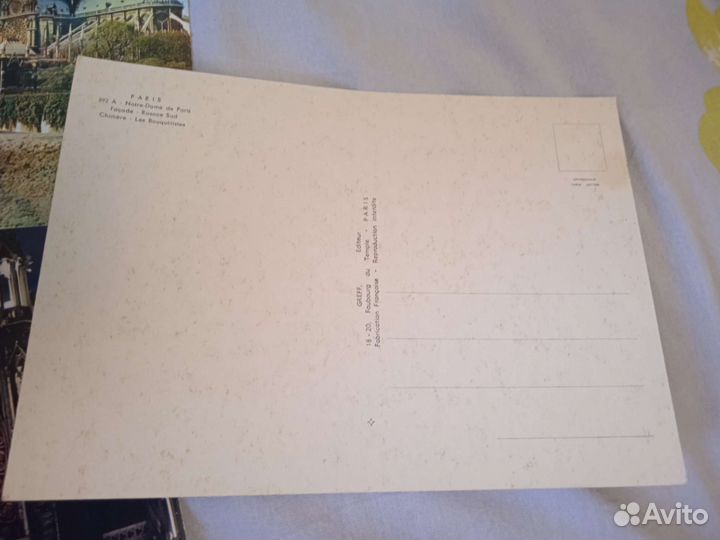 PARIS
892 A - Notre-Dame de Paris
Façade - Rosace Sud
Chimère - Les Bouquinistes
GREFF, Editeur
18 - 20, Faubourg du Temple - PARIS
Fabrication Française - Reproduction interdite
Avito